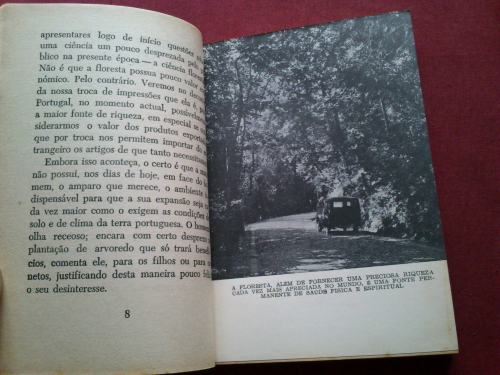 apresentares logo de início questões
uma ciência um pouco desprezada pelo
blico na presente época — a ciência
Não é que a floresta possua pouco valor
nómico. Pelo contrário. Veremos no
da nossa troca de impressões que ela é
Portugal, no momento actual,
a maior fonte de riqueza, em especial se
siderarmos o valor dos produtos
que por troca nos permitem importar do
trangeiro os artigos de que tanto
Embora isso aconteça, o certo é que a
não possui, nos dias de hoje, em face do
mem, o amparo que merece, o ambiente
dispensável para que a sua expansão seja
da vez maior como o exigem as condições
solo e de clima da terra portuguesa. O
olha receoso; encara com certo
plantação de arvoredo que só trará
cios, comenta ele, para os filhos ou para os
netos, justificando desta maneira pouco
o seu desinteresse.
8
A FLORESTA, ALÉM DE FORNECER UMA PRECIOSA RIQUEZA
CADA VEZ MAIS APRECIADA NO MUNDO, É UMA FONTE PER-
MANENTE DE SAÚDE FÍSICA E ESPIRITUAL